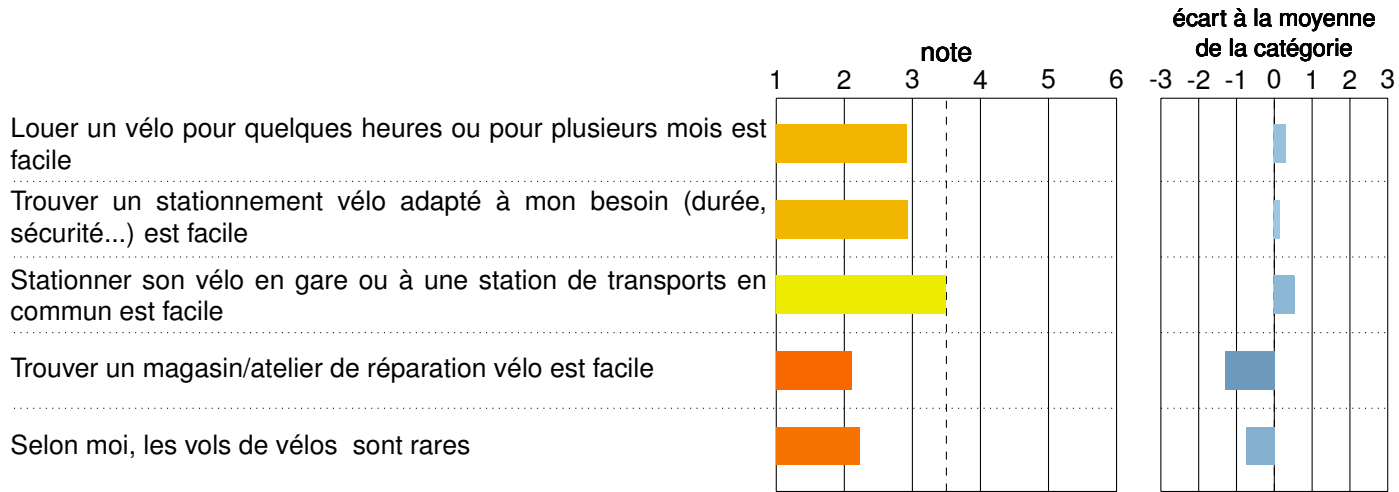 écart à la moyenne
note de la catégorie
1 2 3 4 5 6 -3 -2 -1 0 1 2 3
Louer un vélo pour quelques heures ou pour plusieurs mois est
facile
Trouver un stationnement vélo adapté à mon besoin (durée,
sécurité...) est facile
Stationner son vélo en gare ou à une station de transports en
commun est facile
Trouver un magasin/atelier de réparation vélo est facile
Selon moi, les vols de vélos sont rares